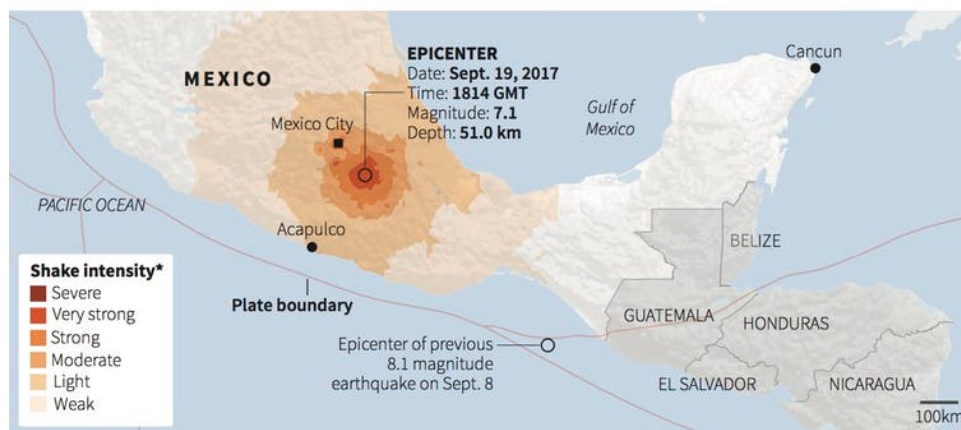 MEXICO
EPICENTER
Date: Sept. 19, 2017
Time: 1814 GMT
Magnitude: 7.1
Depth: 51.0 km
Cancun
Gulf of
Mexico
Mexico City
PACIFIC OCEAN
Acapulco
BELIZE
Shake intensity*
Severe
Very strong
Strong
Moderate
Light
Weak
Plate boundary
GUATEMALA
HONDURAS
Epicenter of previous
8.1 magnitude
earthquake on Sept. 8
EL SALVADOR
NICARAGUA
100km